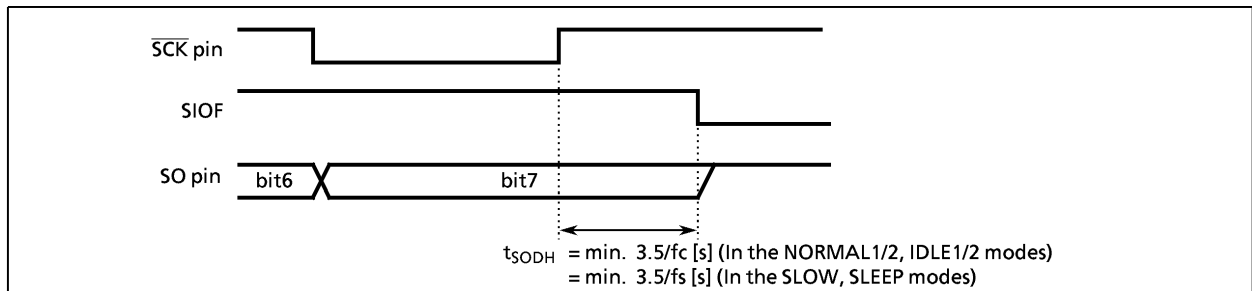 SCK pin
SIOF
SO pin bit6 bit7
tSODH = min. 3.5/fc [s] (In the NORMAL1/2, IDLE1/2 modes)
= min. 3.5/fs [s] (In the SLOW, SLEEP modes)